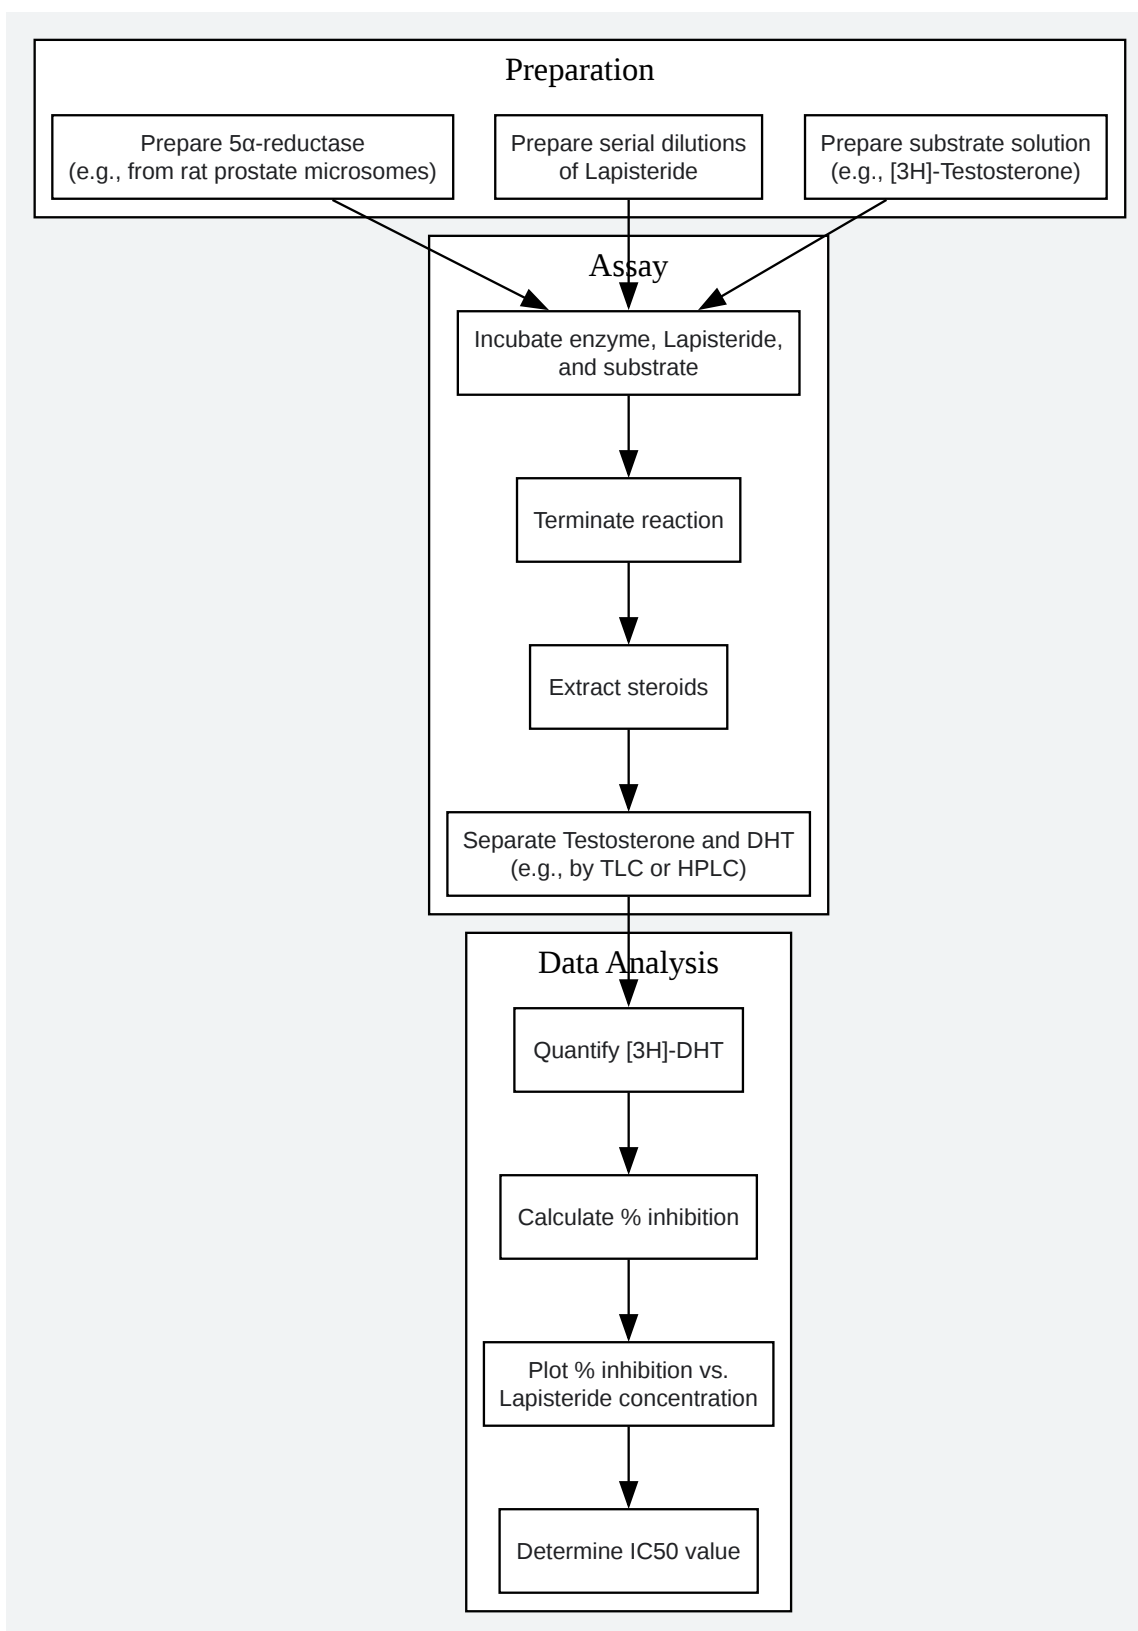 Preparation
Prepare 5α-reductase
(e.g., from rat prostate microsomes)
Prepare serial dilutions
of Lapisteride
Prepare substrate solution
(e.g., [3H]-Testosterone)
Assay
Incubate enzyme, Lapisteride,
and substrate
Terminate reaction
Extract steroids
Separate Testosterone and DHT
(e.g., by TLC or HPLC)
Data Analysis
Quantify [3H]-DHT
Calculate % inhibition
Plot % inhibition vs.
Lapisteride concentration
Determine IC50 value